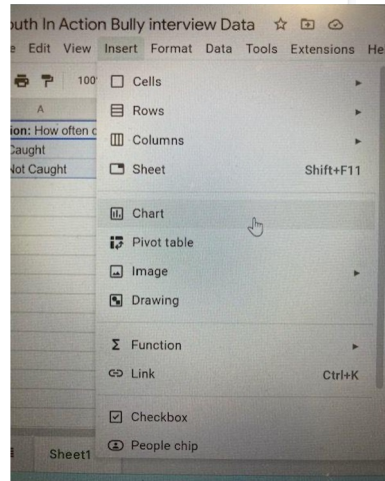 outh In Action Bully interview Data
Edit View Insert Format Data Tools Extensions He
100
Cells
A
Rows
ion: How often c
Columns
Caught
Sheet Shift+F11
Not Caught
Chart
Pivot table
Image
Drawing
Function
Link Ctrl+K
Checkbox
People chip
Sheet1